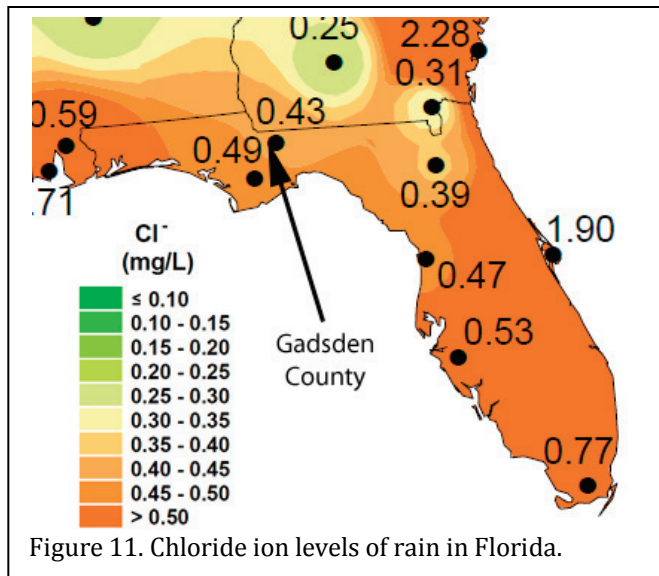 0.25
2.28
0.31
0.59
0.43
0.49
.71
0.39
1.90
Cl-
(mg/L)
≤ 0.10
0.10 - 0.15
0.15 - 0.20
0.20 - 0.25
0.25 - 0.30
0.30 - 0.35
0.35 - 0.40
0.40 - 0.45
0.45 - 0.50
> 0.50
Gadsden
County
0.47
0.53
0.77
Figure 11. Chloride ion levels of rain in Florida.